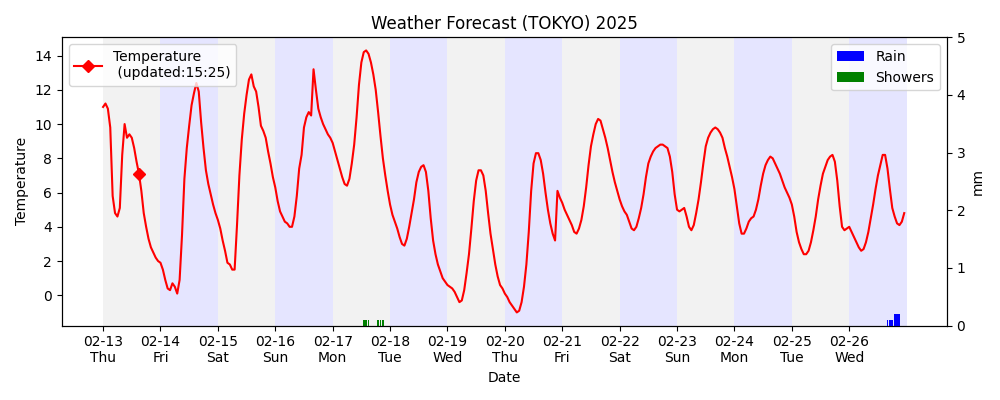 Weather Forecast (TOKYO) 2025
Temperature
(updated:15:25)
Rain
Showers
Temperature
14
12
10
8
6
4
2
0
5
4
3
2
1
0
mm
02-13 02-14 02-15 02-16 02-17 02-18 02-19 02-20 02-21 02-22 02-23 02-24 02-25 02-26
Thu Fri Sat Sun Mon Tue Wed Thu Fri Sat Sun Mon Tue Wed
Date